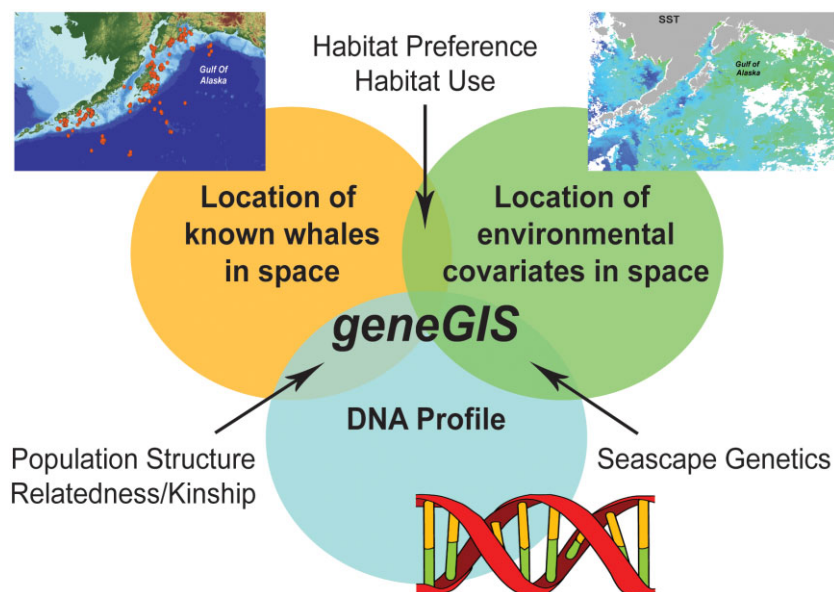 Gulf Of
Alaska
Habitat Preference
Habitat Use
SST
Gulf of
Alaska
Location of
known whales
in space
Location of
environmental
covariates in space
geneGIS
DNA Profile
Population Structure
Relatedness/Kinship
Seascape Genetics